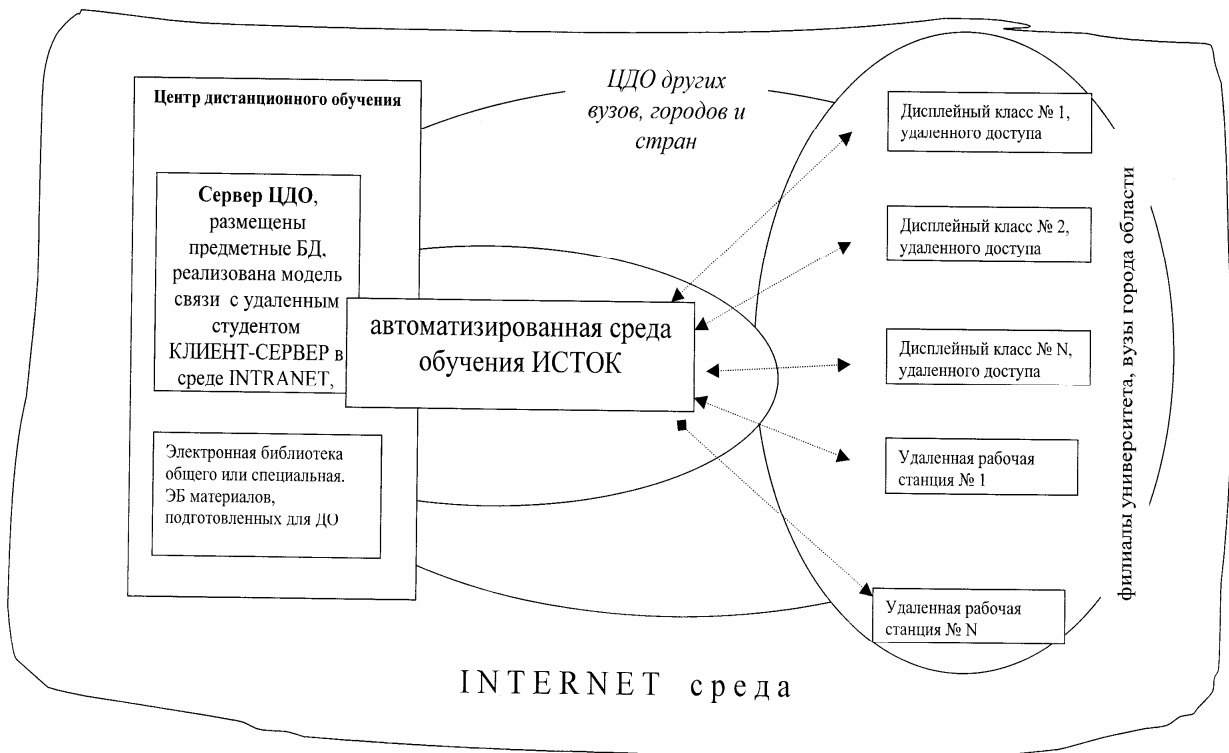 Центр дистанционного обучения
Сервер ЦДО,
размещены
предметные БД,
реализована модель
связи с удаленным
студентом
КЛИЕНТ-СЕРВЕР в
среде INTRANET,
Электронная библиотека
общего или специальная.
ЭБ материалов,
подготовленных для ДО
автоматизированная среда
обучения ИСТОК
ЦДО других
вузов, городов и
стран
Дисплейный класс № 1,
удаленного доступа
Дисплейный класс № 2,
удаленного доступа
Дисплейный класс № N,
удаленного доступа
Удаленная рабочая
станция № 1
Удаленная рабочая
станция № N
филиалы университета, вузы города области
INTERNET среда